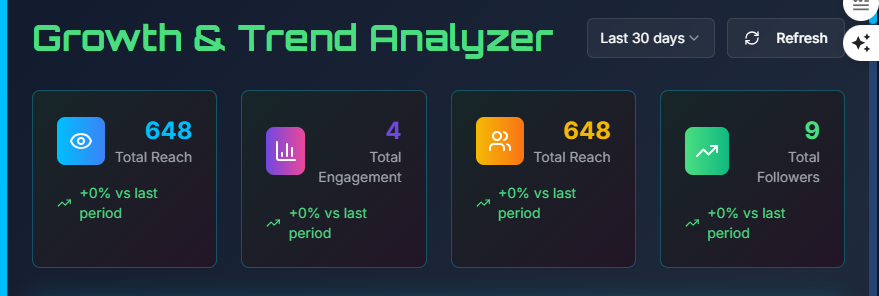 Growth & Trend Analyzer
Last 30 days
Refresh
648
Total Reach
+0% vs last
period
4
Total
Engagement
+0% vs last
period
648
Total Reach
+0% vs last
period
9
Total
Followers
+0% vs last
period